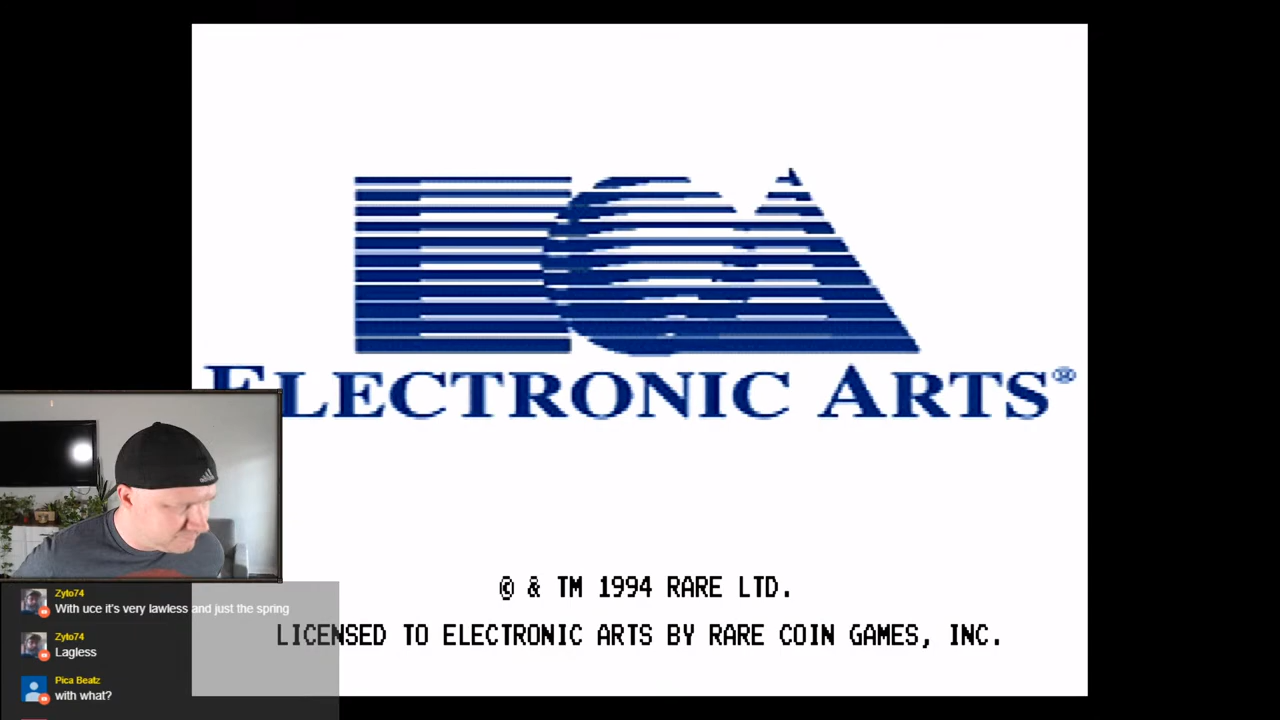 EA
ELECTRONIC ARTS®
© & TM 1994 RARE LTD.
LICENSED TO ELECTRONIC ARTS BY RARE COIN GAMES, INC.
Zyto74
With uce it's very lawless and just the spring
Zyto74
Lagless
Pica Beatz
with what?